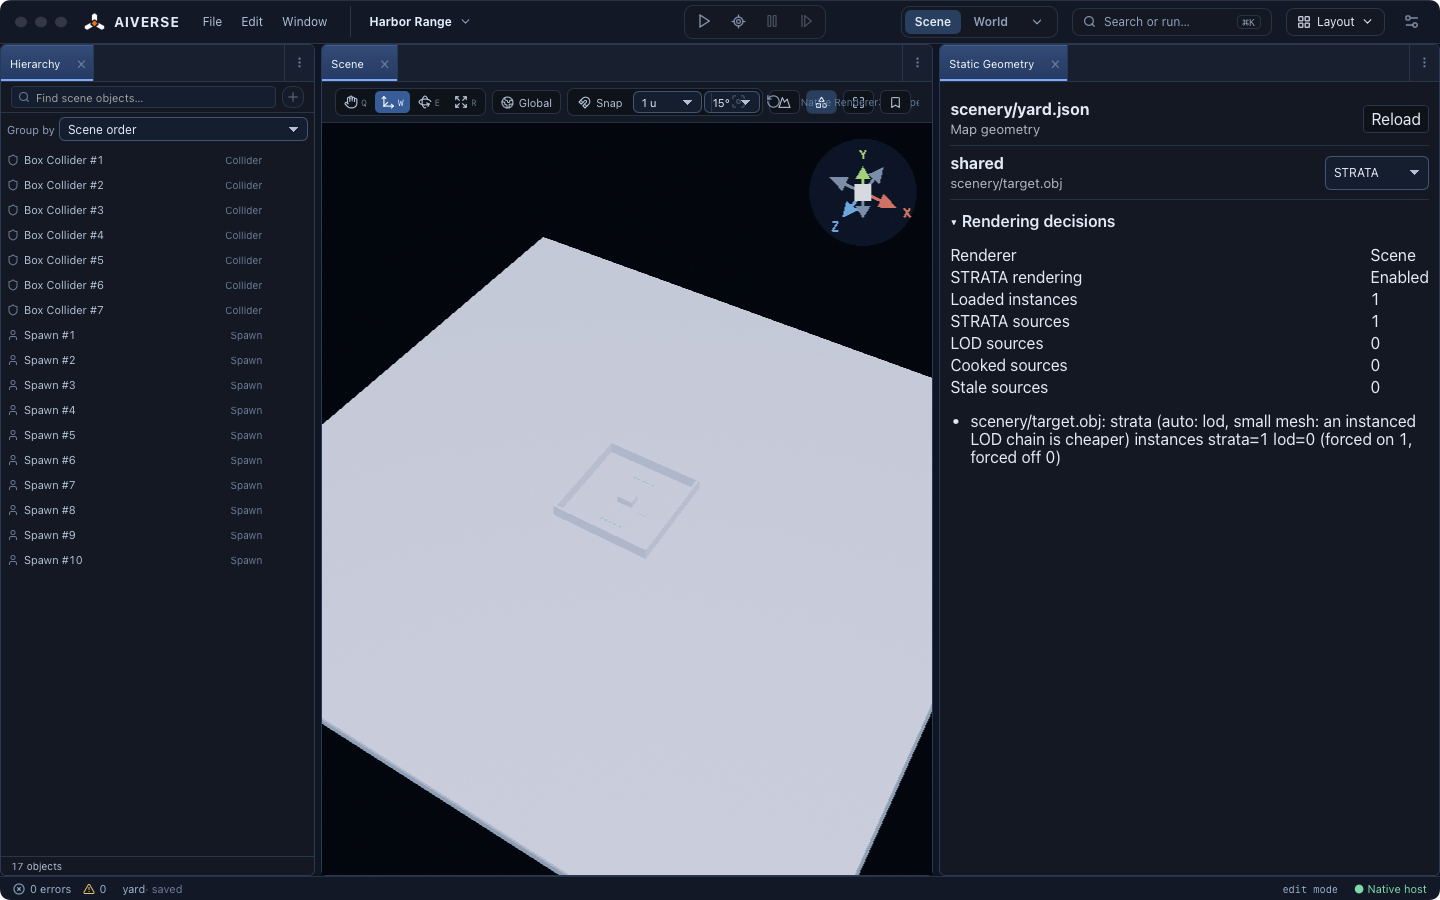 AIVERSE File Edit Window Harbor Range Scene World Search or run... ⌘K Layout
Hierarchy
Scene
Static Geometry
Find scene objects...
Group by Scene order
Box Collider #1 Collider
Box Collider #2 Collider
Box Collider #3 Collider
Box Collider #4 Collider
Box Collider #5 Collider
Box Collider #6 Collider
Box Collider #7 Collider
Spawn #1 Spawn
Spawn #2 Spawn
Spawn #3 Spawn
Spawn #4 Spawn
Spawn #5 Spawn
Spawn #6 Spawn
Spawn #7 Spawn
Spawn #8 Spawn
Spawn #9 Spawn
Spawn #10 Spawn
17 objects
Q W E R Global Snap 1 u 15°
Y
X
Z
scenery/yard.json
Map geometry
Reload
shared
scenery/target.obj
STRATA
Rendering decisions
Renderer Scene
STRATA rendering Enabled
Loaded instances 1
STRATA sources 1
LOD sources 0
Cooked sources 0
Stale sources 0
• scenery/target.obj: strata (auto: lod, small mesh: an instanced
LOD chain is cheaper) instances strata=1 lod=0 (forced on 1,
forced off 0)
0 errors 0 yard · saved edit mode Native host